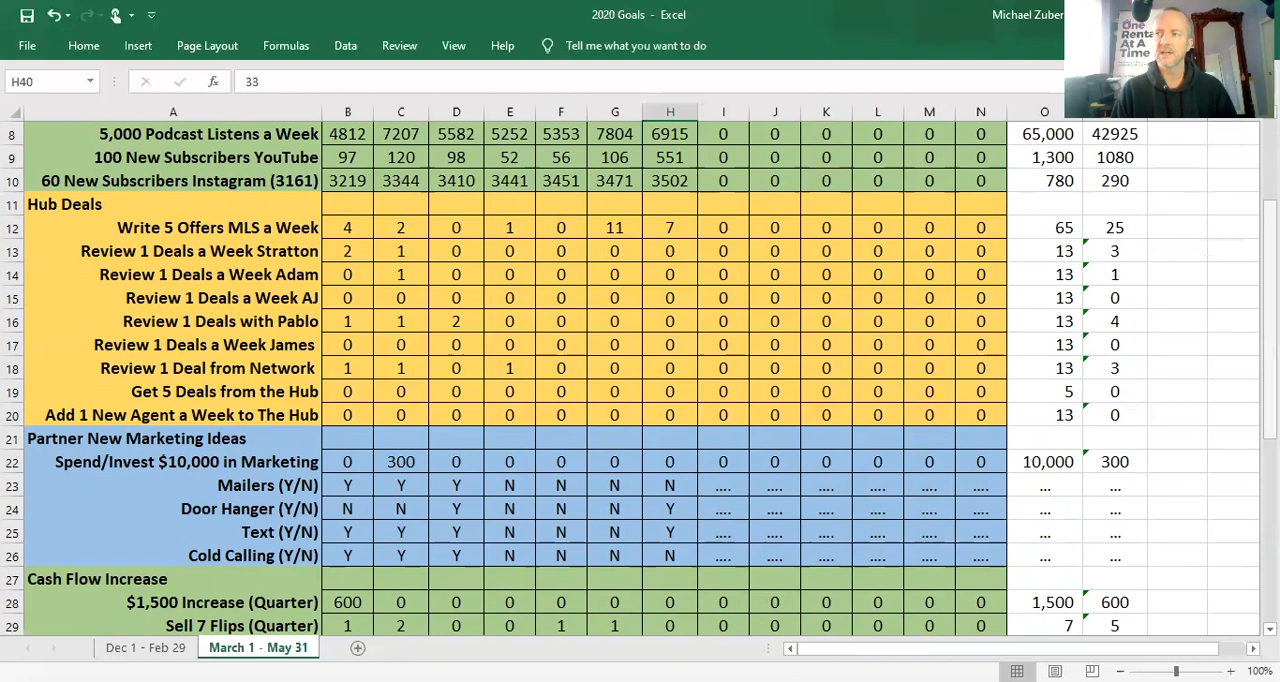 2020 Goals - Excel
Michael Zuber
File Home Insert Page Layout Formulas Data Review View Help Tell me what you want to do
One
Renta
At A
Time
H40 fx 33
A B C D E F G H I J K L M N O
8 5,000 Podcast Listens a Week 4812 7207 5582 5252 5353 7804 6915 0 0 0 0 0 0 65,000 42925
9 100 New Subscribers YouTube 97 120 98 52 56 106 551 0 0 0 0 0 0 1,300 1080
10 60 New Subscribers Instagram (3161) 3219 3344 3410 3441 3451 3471 3502 0 0 0 0 0 0 780 290
11 Hub Deals
12 Write 5 Offers MLS a Week 4 2 0 1 0 11 7 0 0 0 0 0 0 65 25
13 Review 1 Deals a Week Stratton 2 1 0 0 0 0 0 0 0 0 0 0 0 13 3
14 Review 1 Deals a Week Adam 0 1 0 0 0 0 0 0 0 0 0 0 0 13 1
15 Review 1 Deals a Week AJ 0 0 0 0 0 0 0 0 0 0 0 0 0 13 0
16 Review 1 Deals with Pablo 1 1 2 0 0 0 0 0 0 0 0 0 0 13 4
17 Review 1 Deals a Week James 0 0 0 0 0 0 0 0 0 0 0 0 0 13 0
18 Review 1 Deal from Network 1 1 0 1 0 0 0 0 0 0 0 0 0 13 3
19 Get 5 Deals from the Hub 0 0 0 0 0 0 0 0 0 0 0 0 0 5 0
20 Add 1 New Agent a Week to The Hub 0 0 0 0 0 0 0 0 0 0 0 0 0 13 0
21 Partner New Marketing Ideas
22 Spend/Invest $10,000 in Marketing 0 300 0 0 0 0 0 0 0 0 0 0 0 10,000 300
23 Mailers (Y/N) Y Y Y N N N N .... .... .... .... .... .... ... ...
24 Door Hanger (Y/N) N N Y N N N Y .... .... .... .... .... .... ... ...
25 Text (Y/N) Y Y Y N N N Y .... .... .... .... .... .... ... ...
26 Cold Calling (Y/N) Y Y Y N N N N .... .... .... .... .... .... ... ...
27 Cash Flow Increase
28 $1,500 Increase (Quarter) 600 0 0 0 0 0 0 0 0 0 0 0 0 1,500 600
29 Sell 7 Flips (Quarter) 1 2 0 0 1 1 0 0 0 0 0 0 0 7 5
Dec 1 - Feb 29 March 1 - May 31
100%